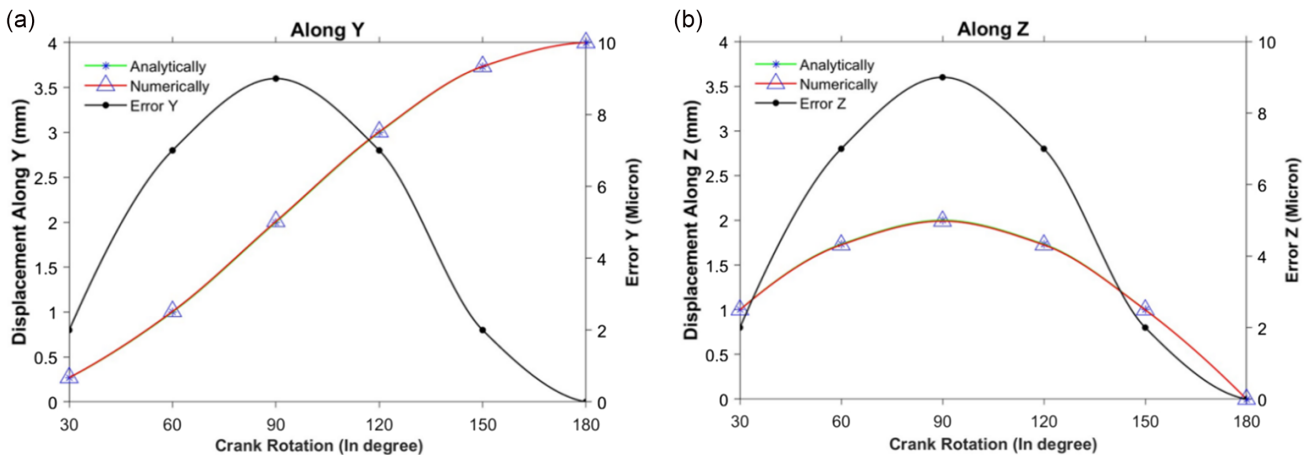 (a)
Along Y
Displacement Along Y (mm)
4
3.5
3
2.5
2
1.5
1
0.5
0
Analytically
Numerically
Error Y
10
8
6
4
2
0
Error Y (Micron)
30 60 90 120 150 180
Crank Rotation (In degree)
(b)
Along Z
Displacement Along Z (mm)
4
3.5
3
2.5
2
1.5
1
0.5
0
Analytically
Numerically
Error Z
10
8
6
4
2
0
Error Z (Micron)
30 60 90 120 150 180
Crank Rotation (In degree)